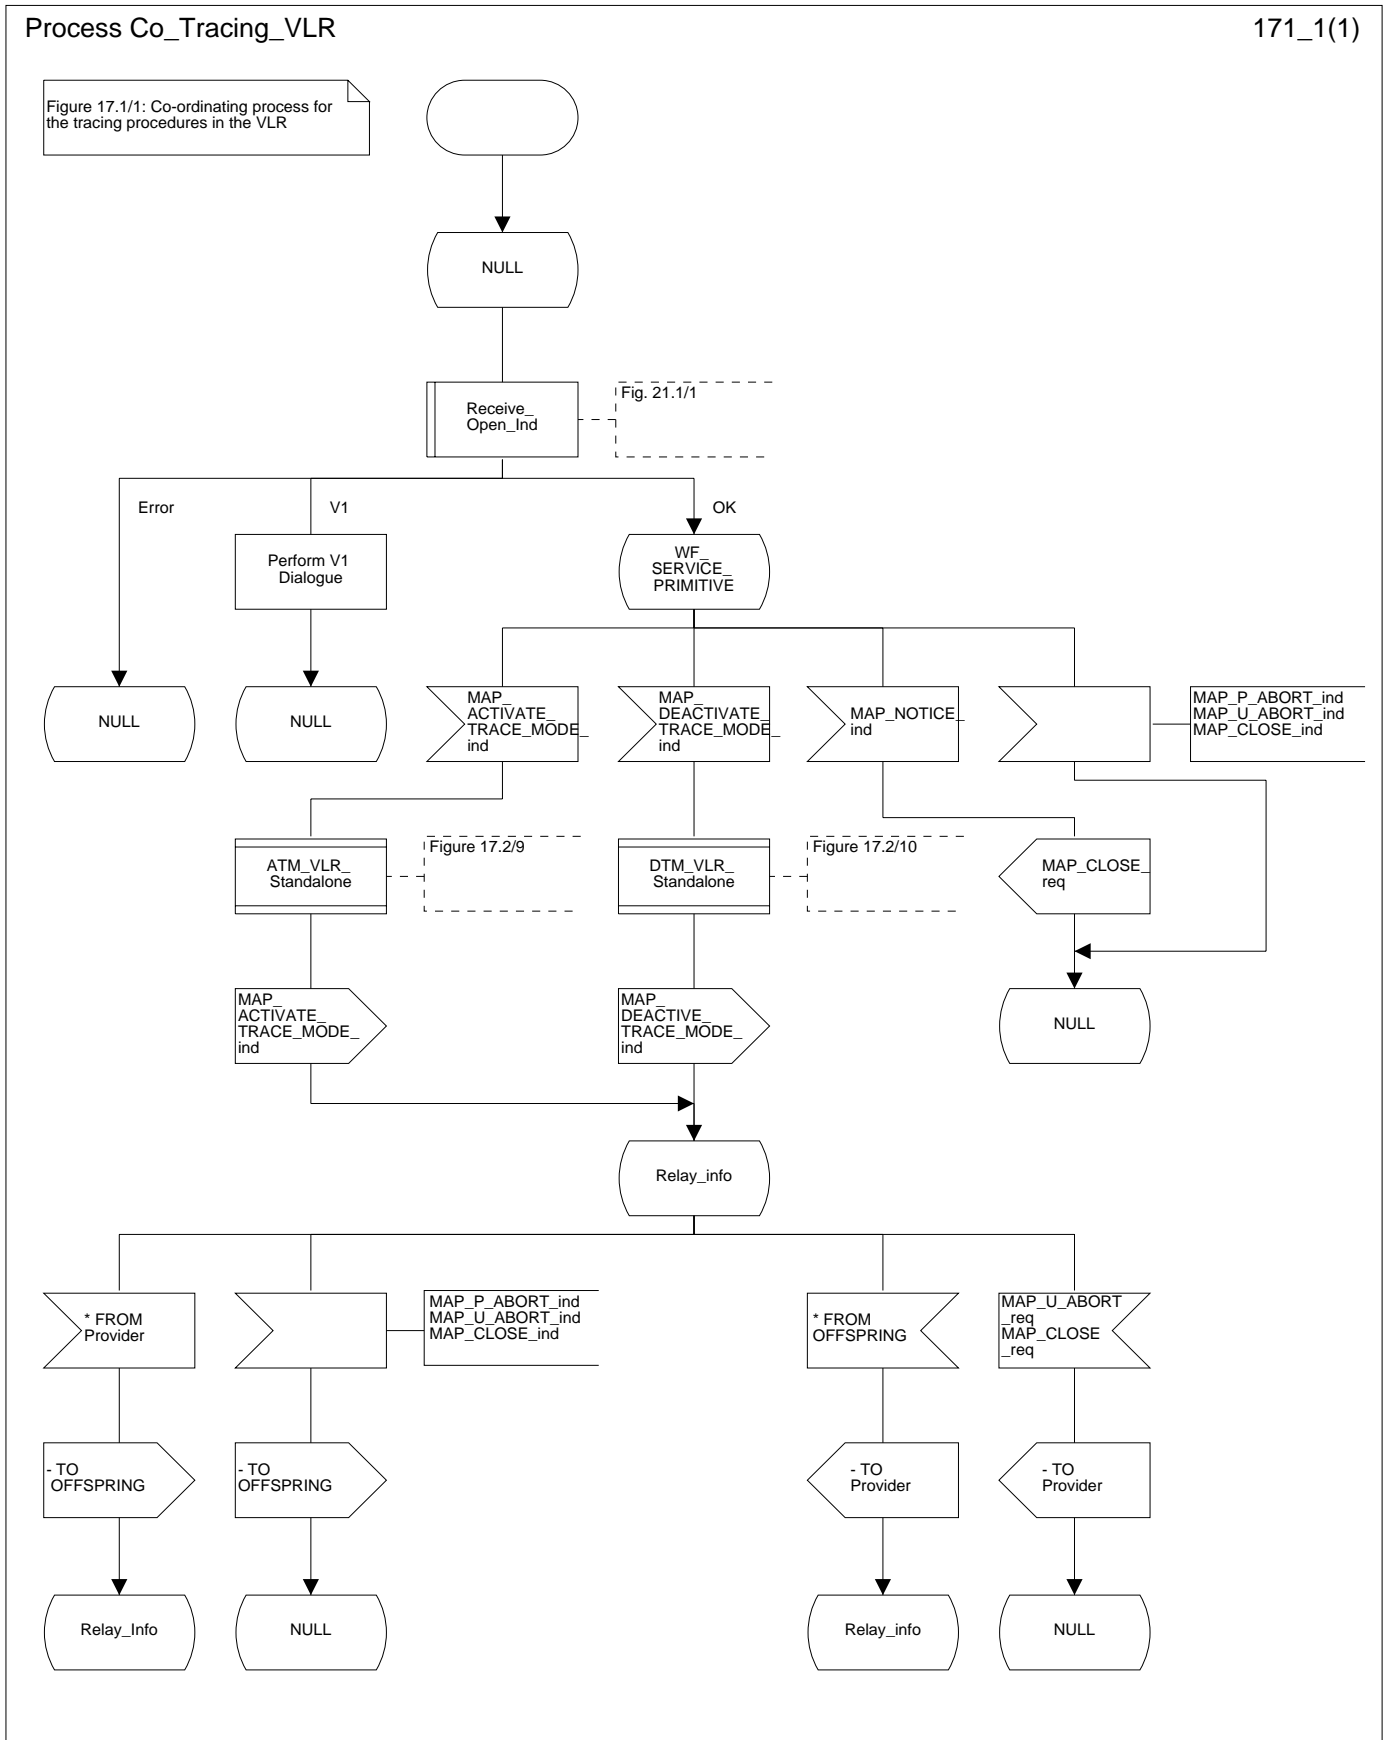 Process Co_Tracing_VLR
171_1(1)
Figure 17.1/1: Co-ordinating process for
the tracing procedures in the VLR
NULL
Receive_
Open_Ind
Fig. 21.1/1
Error
V1
OK
Perform V1
Dialogue
WF_
SERVICE_
PRIMITIVE
NULL
NULL
MAP_
ACTIVATE_
TRACE_MODE_
ind
MAP_
DEACTIVATE_
TRACE_MODE_
ind
MAP_NOTICE_
ind
MAP_P_ABORT_ind
MAP_U_ABORT_ind
MAP_CLOSE_ind
ATM_VLR_
Standalone
Figure 17.2/9
DTM_VLR_
Standalone
Figure 17.2/10
MAP_CLOSE_
req
MAP_
ACTIVATE_
TRACE_MODE_
ind
MAP_
DEACTIVE_
TRACE_MODE_
ind
NULL
Relay_info
* FROM
Provider
MAP_P_ABORT_ind
MAP_U_ABORT_ind
MAP_CLOSE_ind
* FROM
OFFSPRING
MAP_U_ABORT
_req
MAP_CLOSE
_req
- TO
OFFSPRING
- TO
OFFSPRING
- TO
Provider
- TO
Provider
Relay_Info
NULL
Relay_info
NULL